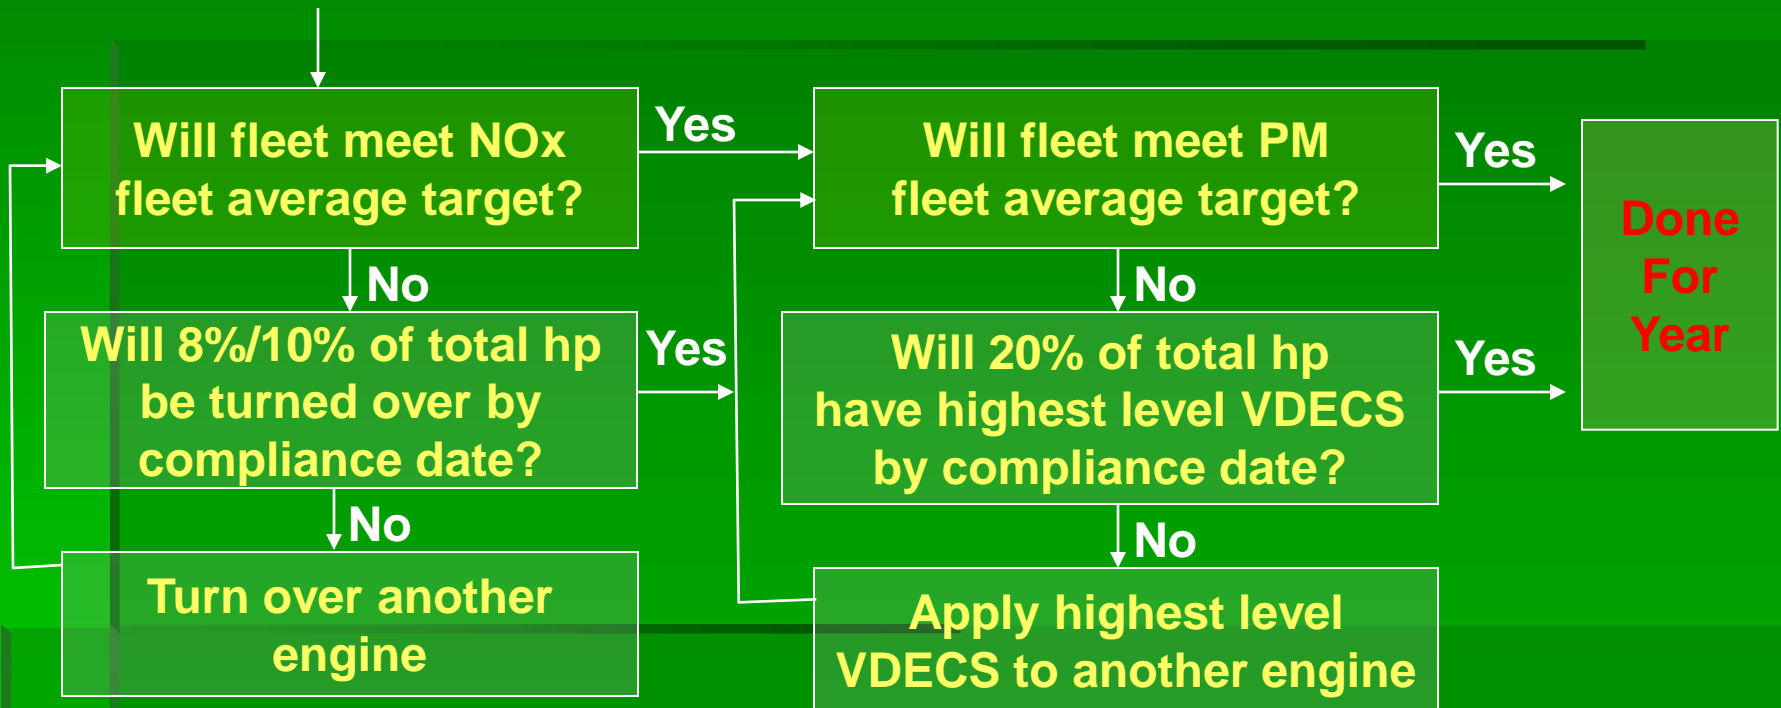 Will fleet meet NOx
fleet average target?
Yes
Will fleet meet PM
fleet average target?
Yes
Done
For
Year
No
No
Will 8%/10% of total hp
be turned over by
compliance date?
Yes
Will 20% of total hp
have highest level VDECS
by compliance date?
Yes
No
No
Turn over another
engine
Apply highest level
VDECS to another engine